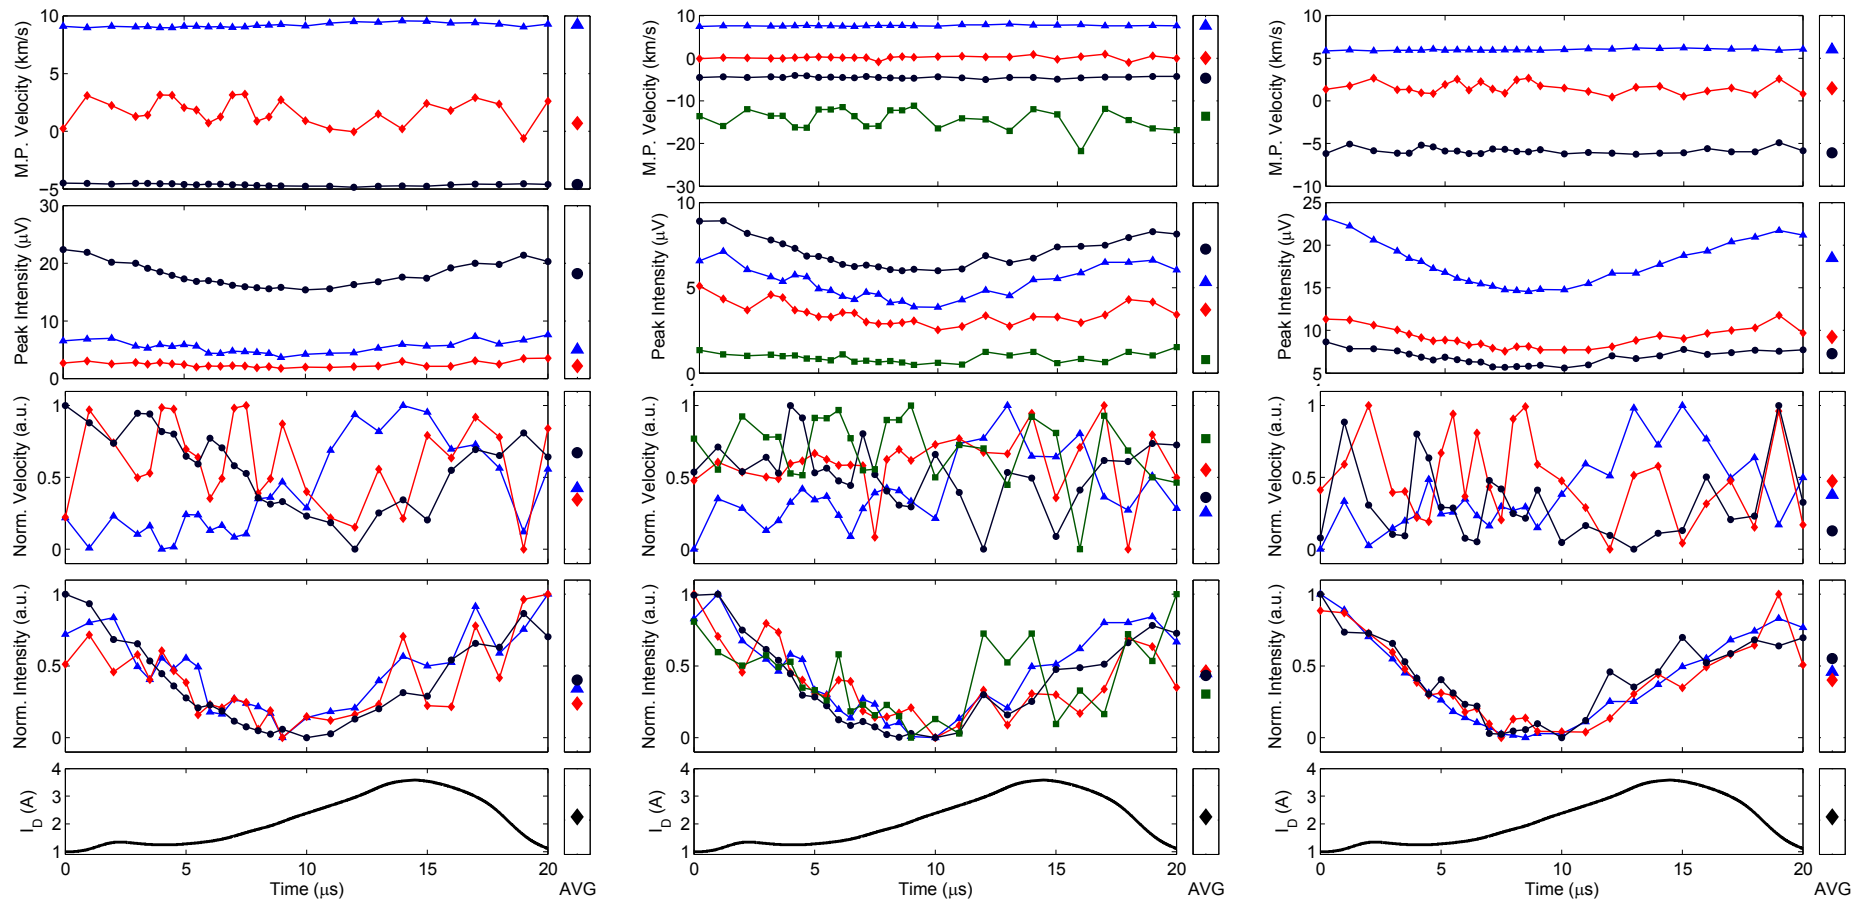 10
5
0
−5
M.P. Velocity (km/s)
30
20
10
0
Peak Intensity (μV)
1
0.5
0
Norm. Velocity (a.u.)
1
0.5
0
Norm. Intensity (a.u.)
4
3
2
1
I_D (A)
0 5 10 15 20
Time (μs) AVG
10
0
−10
−20
−30
M.P. Velocity (km/s)
10
5
0
Peak Intensity (μV)
1
0.5
0
Norm. Velocity (a.u.)
1
0.5
0
Norm. Intensity (a.u.)
4
3
2
1
I_D (A)
0 5 10 15 20
Time (μs) AVG
10
5
0
−5
−10
M.P. Velocity (km/s)
25
20
15
10
5
Peak Intensity (μV)
1
0.5
0
Norm. Velocity (a.u.)
1
0.5
0
Norm. Intensity (a.u.)
4
3
2
1
I_D (A)
0 5 10 15 20
Time (μs) AVG